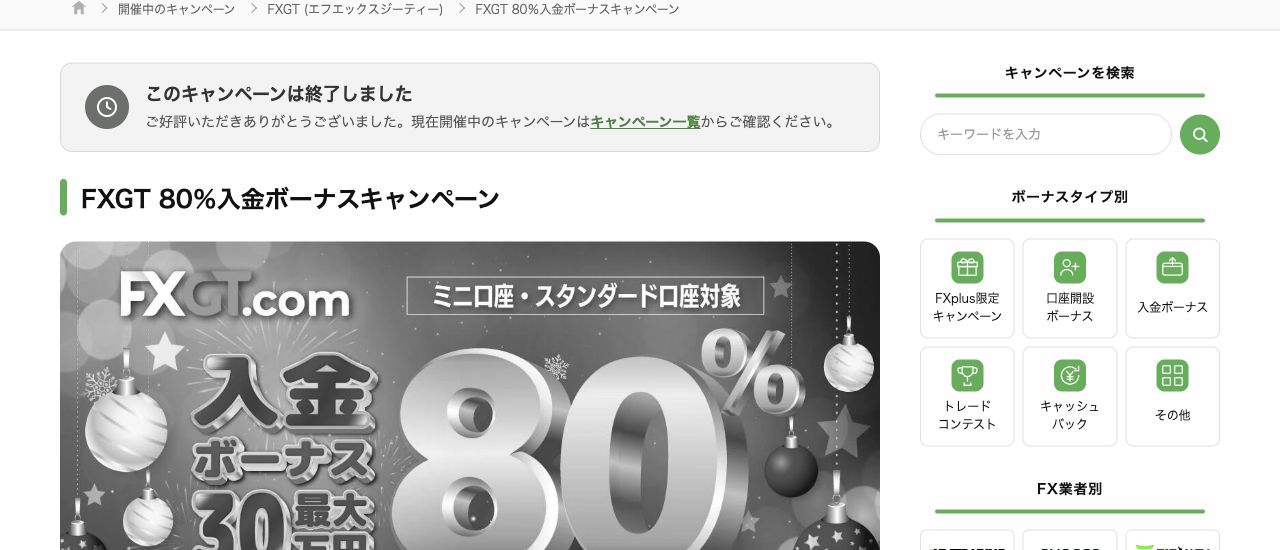 開催中のキャンペーン
FXGT (エフエックスジーティー)
FXGT 80%入金ボーナスキャンペーン
このキャンペーンは終了しました
ご好評いただきありがとうございました。現在開催中のキャンペーンはキャンペーン一覧からご確認ください。
FXGT 80%入金ボーナスキャンペーン
FXGT.com
ミニ口座・スタンダード口座対象
入金
ボーナス
最大
30万円
80%
キャンペーンを検索
キーワードを入力
ボーナスタイプ別
FXplus限定
キャンペーン
口座開設
ボーナス
入金ボーナス
トレード
コンテスト
キャッシュ
バック
その他
FX業者別